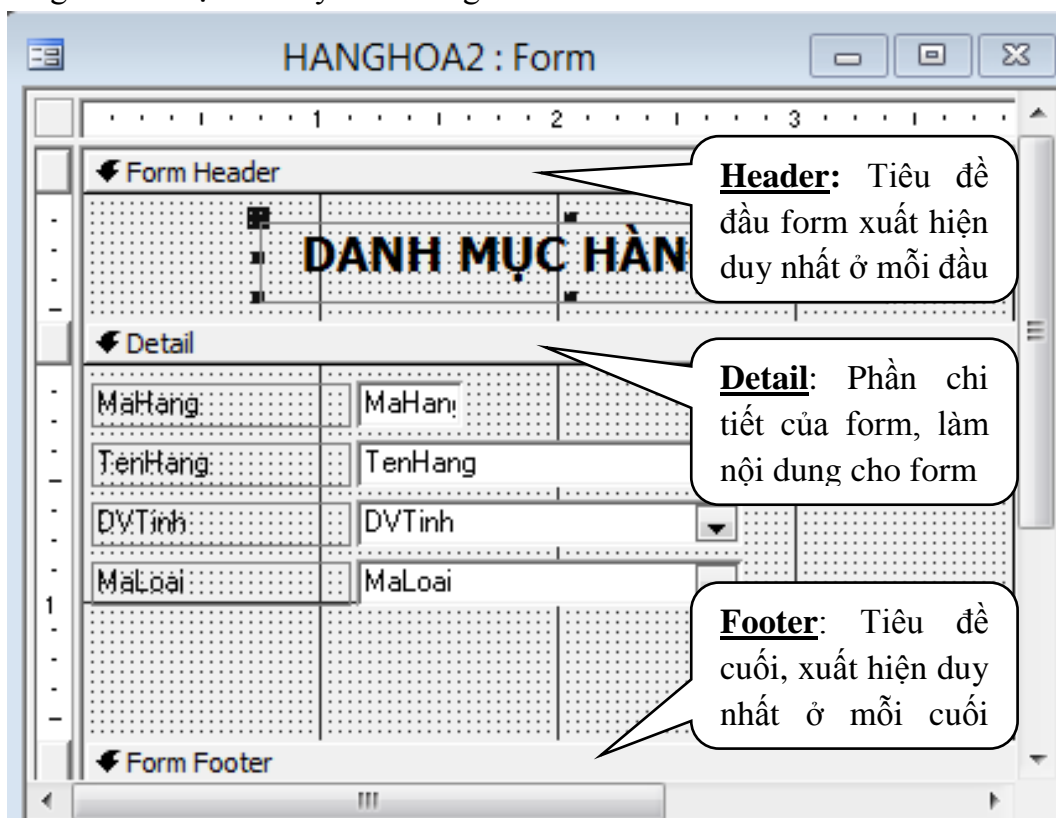 HANGHOA2 : Form
1 2 3
Form Header
DANH MỤC HÀN
Header: Tiêu đề
đầu form xuất hiện
duy nhất ở mỗi đầu
Detail
Detail: Phần chi
tiết của form, làm
nội dung cho form
MaHang:
MaHang
TenHang:
TenHang
DVTinh:
DVTinh
MaLoai
MaLoai
1
Footer: Tiêu đề
cuối, xuất hiện duy
nhất ở mỗi cuối
Form Footer